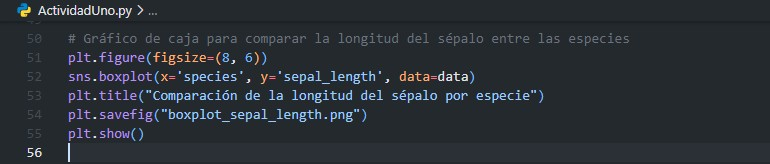 ActividadUno.py > ...
50 # Gráfico de caja para comparar la longitud del sépalo entre las especies
51 plt.figure(figsize=(8, 6))
52 sns.boxplot(x='species', y='sepal_length', data=data)
53 plt.title("Comparación de la longitud del sépalo por especie")
54 plt.savefig("boxplot_sepal_length.png")
55 plt.show()
56